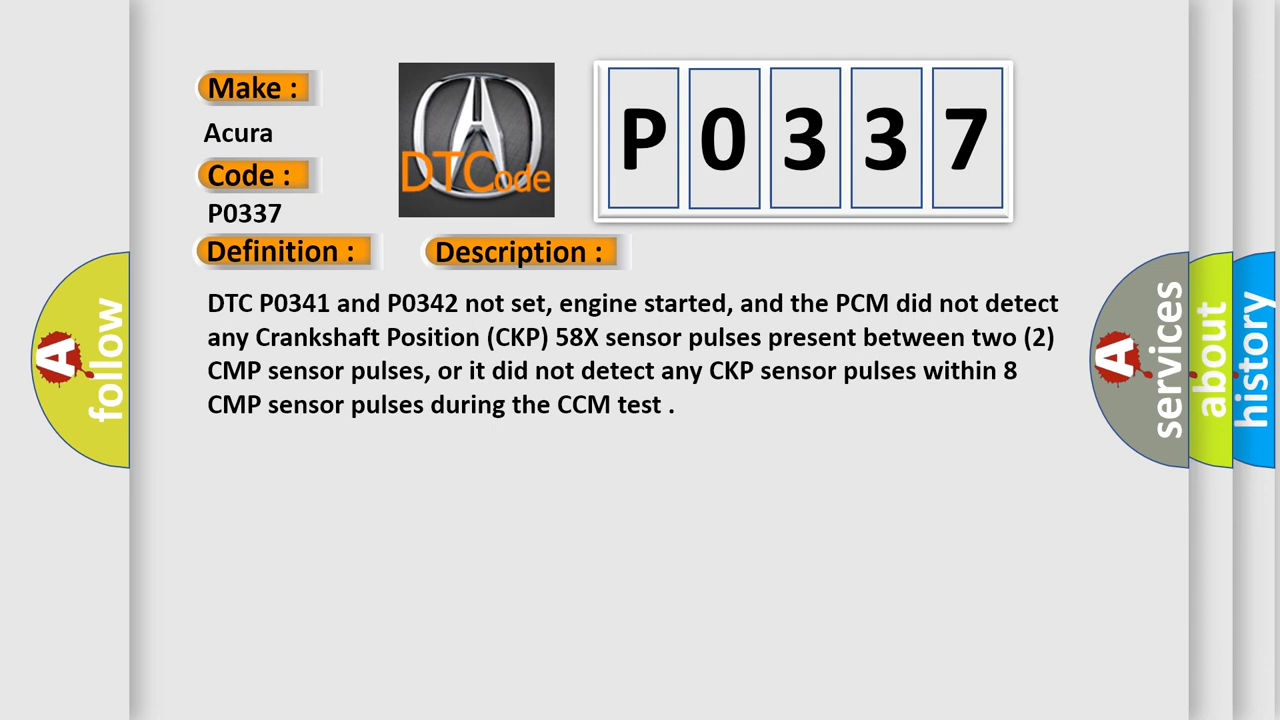 Make :
Acura
Code :
P0337
DTCode
P0337
Definition :
Description :
DTC P0341 and P0342 not set, engine started, and the PCM did not detect
any Crankshaft Position (CKP) 58X sensor pulses present between two (2)
CMP sensor pulses, or it did not detect any CKP sensor pulses within 8
CMP sensor pulses during the CCM test .
A
follow
A
services
about
history